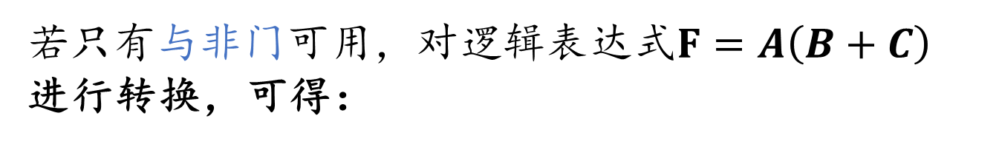 若只有与非门可用，对逻辑表达式F = A(B + C)
进行转换，可得：